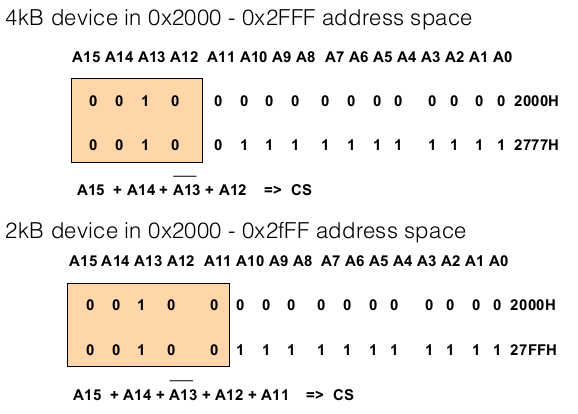 4kB device in 0x2000 - 0x2FFF address space
A15 A14 A13 A12 A11 A10 A9 A8 A7 A6 A5 A4 A3 A2 A1 A0
0 0 1 0 0 0 0 0 0 0 0 0 0 0 0 0 2000H
0 0 1 0 0 1 1 1 1 1 1 1 1 1 1 1 2777H
A15 + A14 + A̅1̅3̅ + A12 => CS
2kB device in 0x2000 - 0x2fFF address space
A15 A14 A13 A12 A11 A10 A9 A8 A7 A6 A5 A4 A3 A2 A1 A0
0 0 1 0 0 0 0 0 0 0 0 0 0 0 0 0 2000H
0 0 1 0 0 1 1 1 1 1 1 1 1 1 1 1 27FFH
A15 + A14 + A̅1̅3̅ + A12 + A11 => CS